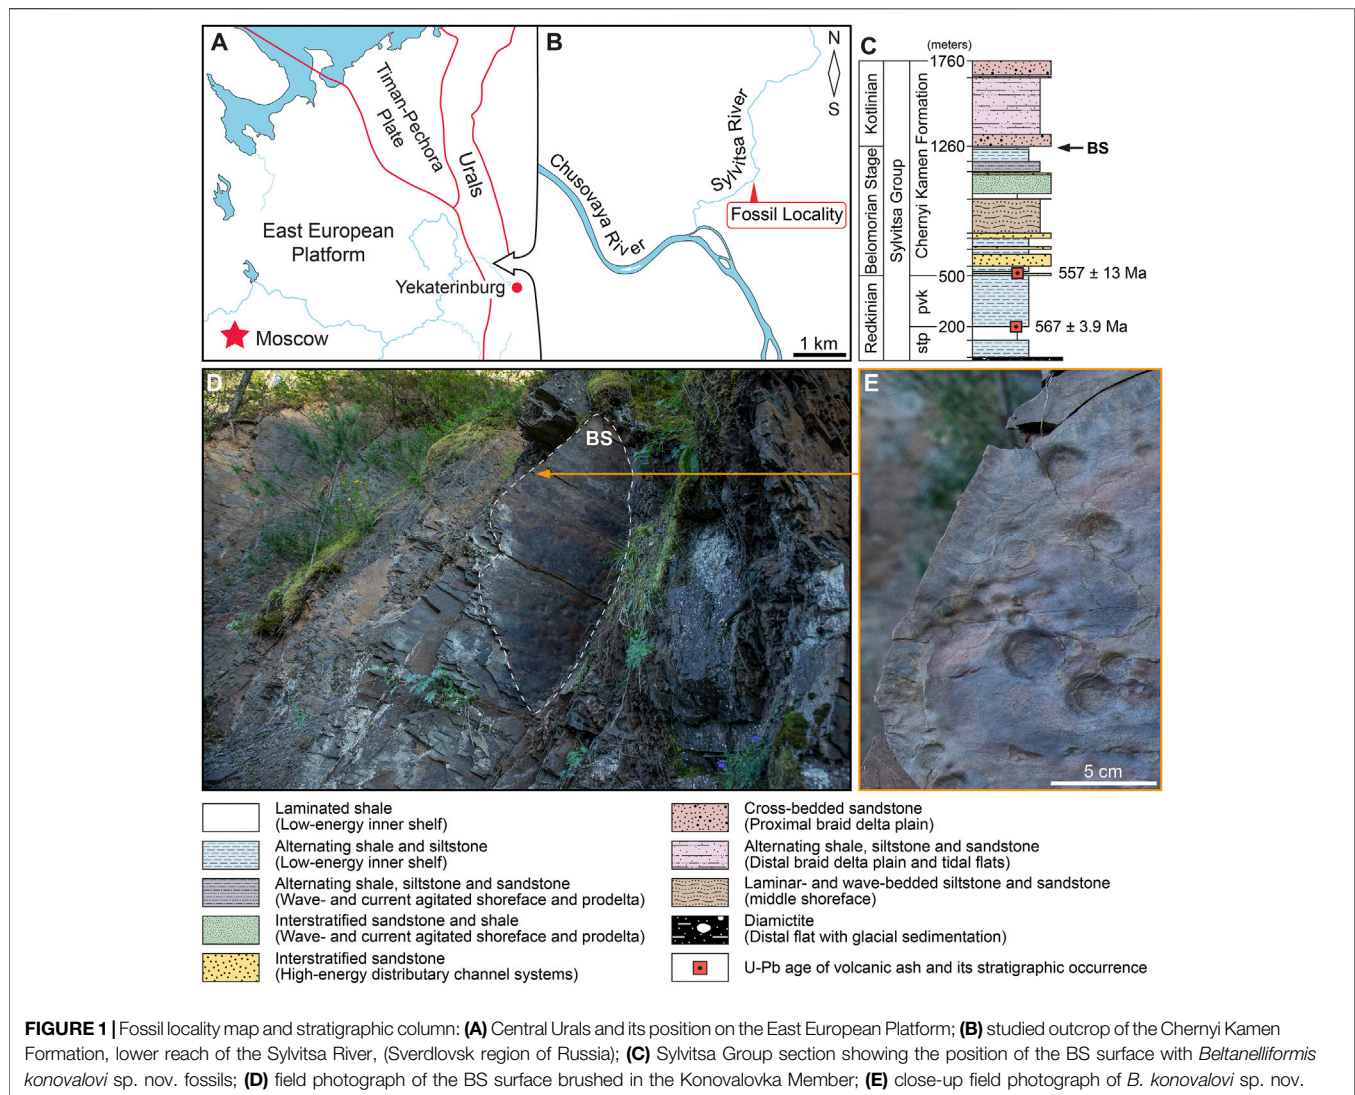 A
Timan-Pechora
Plate
Urals
East European
Platform
Yekaterinburg
Moscow
B
N
S
Sylvitsa River
Chusovaya River
Fossil Locality
1 km
C
(meters)
1760
1260
500
200
Kotlinian
Belomorian Stage
Redkinian
Sylvitsa Group
Chernyi Kamen Formation
pvk
stp
BS
557 ± 13 Ma
567 ± 3.9 Ma
D
BS
E
5 cm
Laminated shale
(Low-energy inner shelf)
Alternating shale and siltstone
(Low-energy inner shelf)
Alternating shale, siltstone and sandstone
(Wave- and current agitated shoreface and prodelta)
Interstratified sandstone and shale
(Wave- and current agitated shoreface and prodelta)
Interstratified sandstone
(High-energy distributary channel systems)
Cross-bedded sandstone
(Proximal braid delta plain)
Alternating shale, siltstone and sandstone
(Distal braid delta plain and tidal flats)
Laminar- and wave-bedded siltstone and sandstone
(middle shoreface)
Diamictite
(Distal flat with glacial sedimentation)
U-Pb age of volcanic ash and its stratigraphic occurrence
FIGURE 1 | Fossil locality map and stratigraphic column: (A) Central Urals and its position on the East European Platform; (B) studied outcrop of the Chernyi Kamen
Formation, lower reach of the Sylvitsa River, (Sverdlovsk region of Russia); (C) Sylvitsa Group section showing the position of the BS surface with Beltanelliformis
konovalovi sp. nov. fossils; (D) field photograph of the BS surface brushed in the Konovalovka Member; (E) close-up field photograph of B. konovalovi sp. nov.